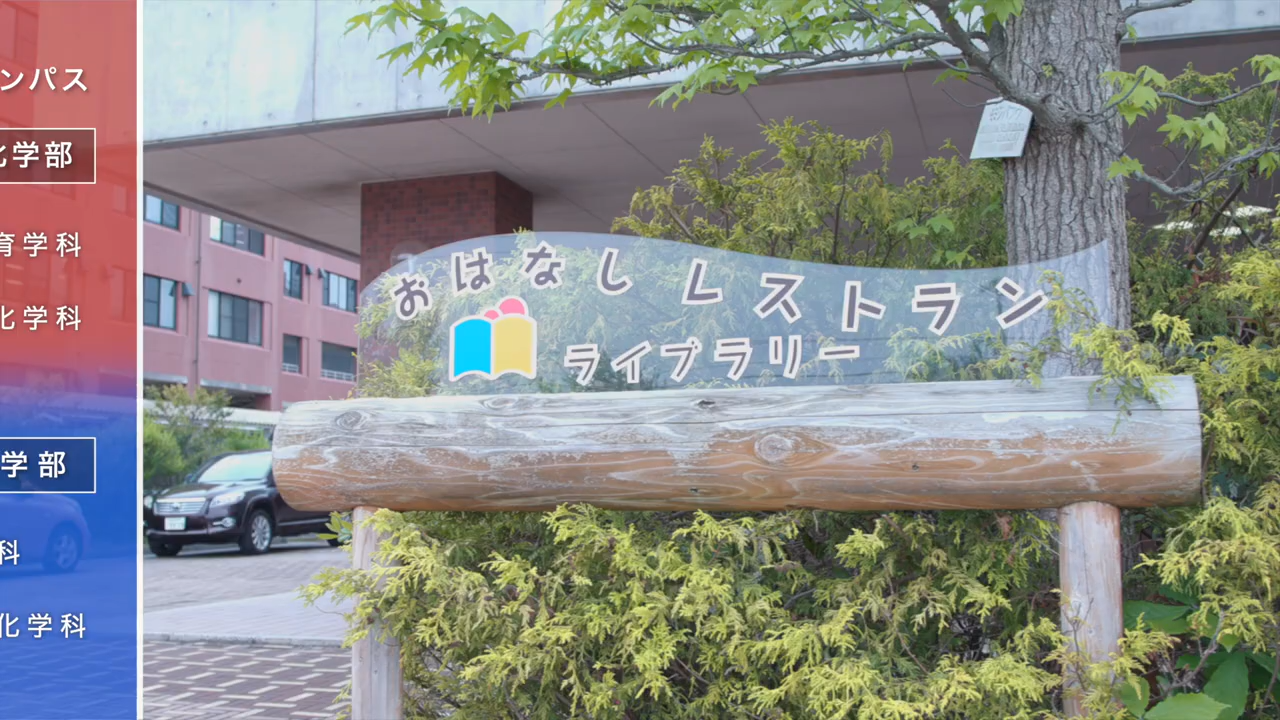 ンパス
化学部
育学科
化学科
学部
科
化学科
おはなしレストラン
ライブラリー